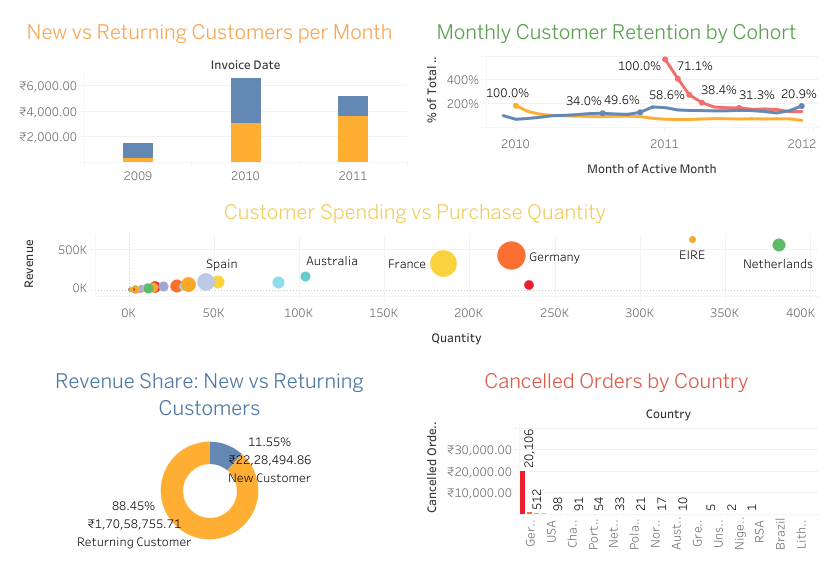 New vs Returning Customers per Month
Invoice Date
₹6,000.00
₹4,000.00
₹2,000.00
2009
2010
2011
Monthly Customer Retention by Cohort
% of Total ..
400%
200%
100.0%
100.0%
71.1%
34.0%
49.6%
58.6%
38.4%
31.3%
20.9%
2010
2011
2012
Month of Active Month
Customer Spending vs Purchase Quantity
Revenue
500K
0K
Spain
Australia
France
Germany
EIRE
Netherlands
0K
50K
100K
150K
200K
250K
300K
350K
400K
Quantity
Revenue Share: New vs Returning
Customers
11.55%
₹22,28,494.86
New Customer
88.45%
₹1,70,58,755.71
Returning Customer
Cancelled Orders by Country
Country
Cancelled Orde..
₹30,000.00
₹20,000.00
₹10,000.00
20,106
512
98
91
54
33
21
17
10
5
2
1
Ger..
USA
Cha..
Port..
Net..
Pola..
Nor..
Aust..
Gre..
Uns..
Nige..
RSA
Brazil
Lith..